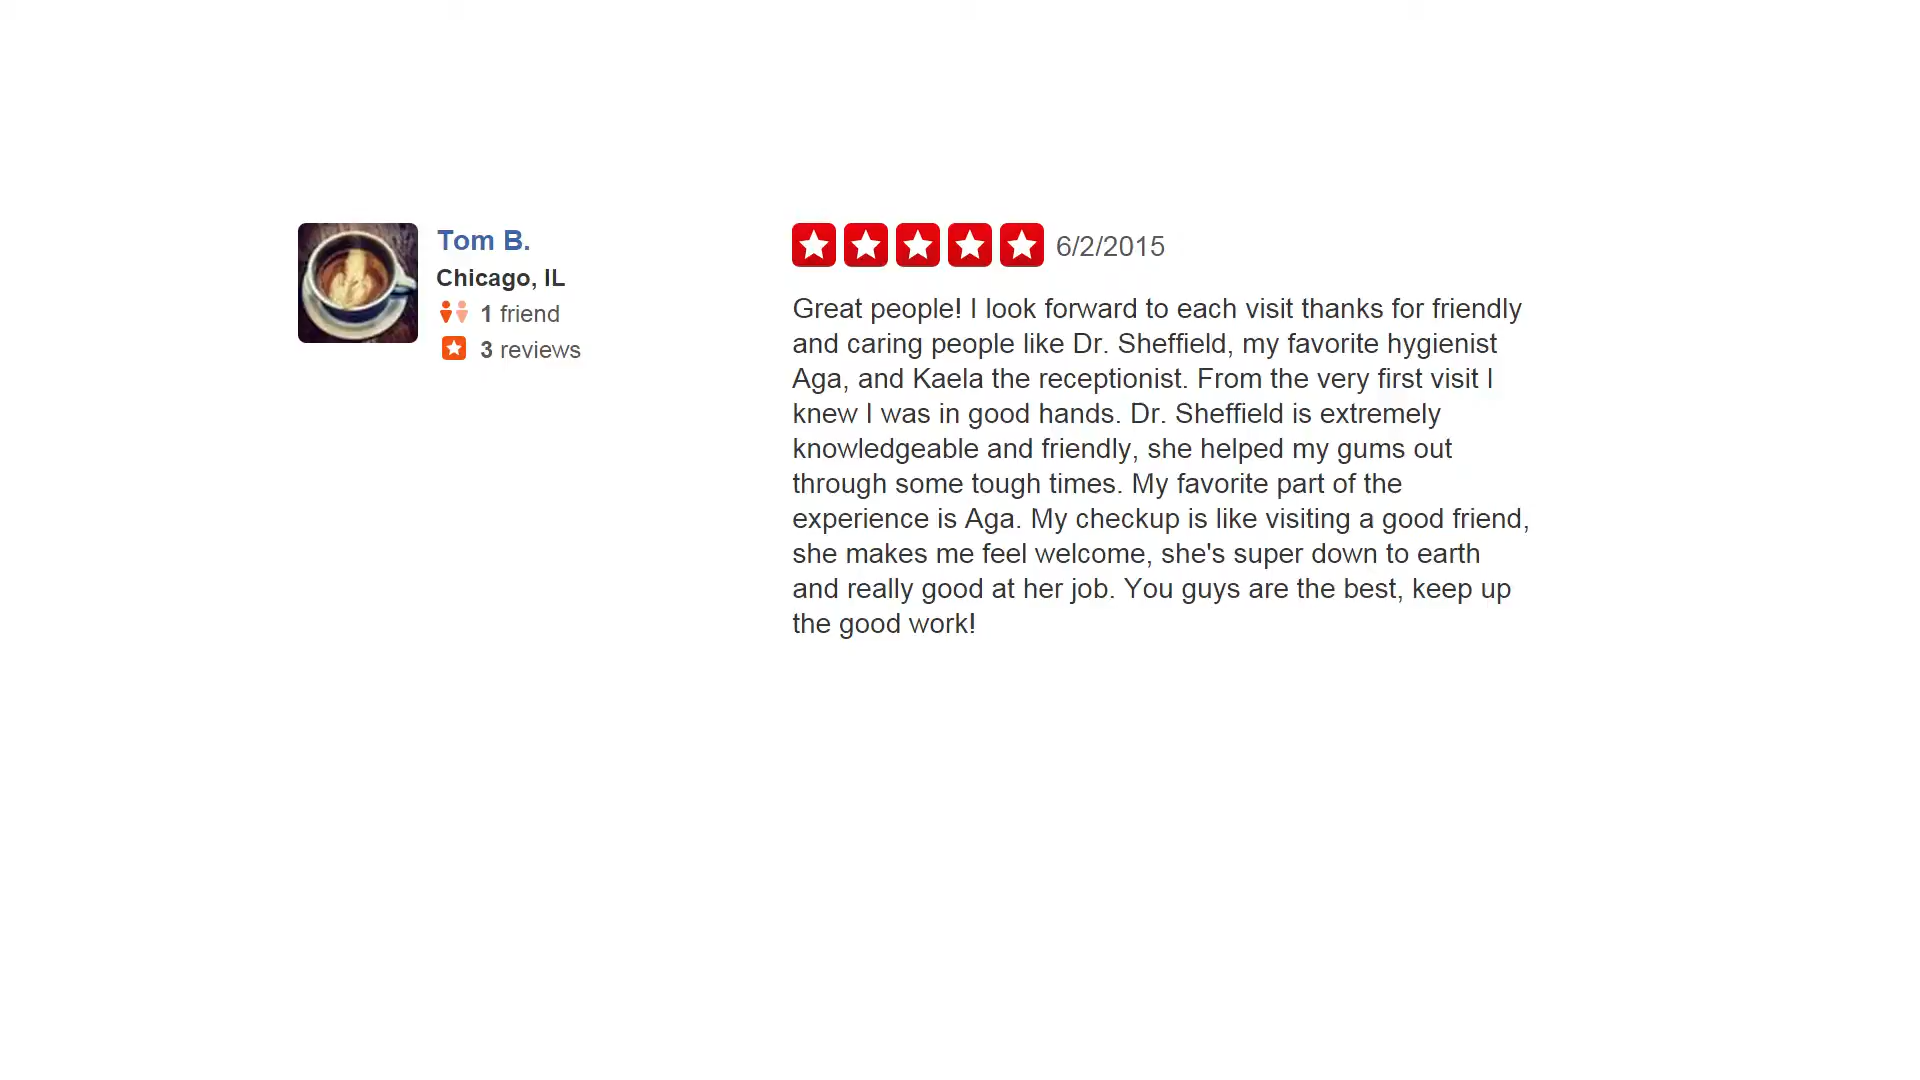 Tom B.
Chicago, IL
1 friend
3 reviews
6/2/2015
Great people! I look forward to each visit thanks for friendly
and caring people like Dr. Sheffield, my favorite hygienist
Aga, and Kaela the receptionist. From the very first visit I
knew I was in good hands. Dr. Sheffield is extremely
knowledgeable and friendly, she helped my gums out
through some tough times. My favorite part of the
experience is Aga. My checkup is like visiting a good friend,
she makes me feel welcome, she's super down to earth
and really good at her job. You guys are the best, keep up
the good work!